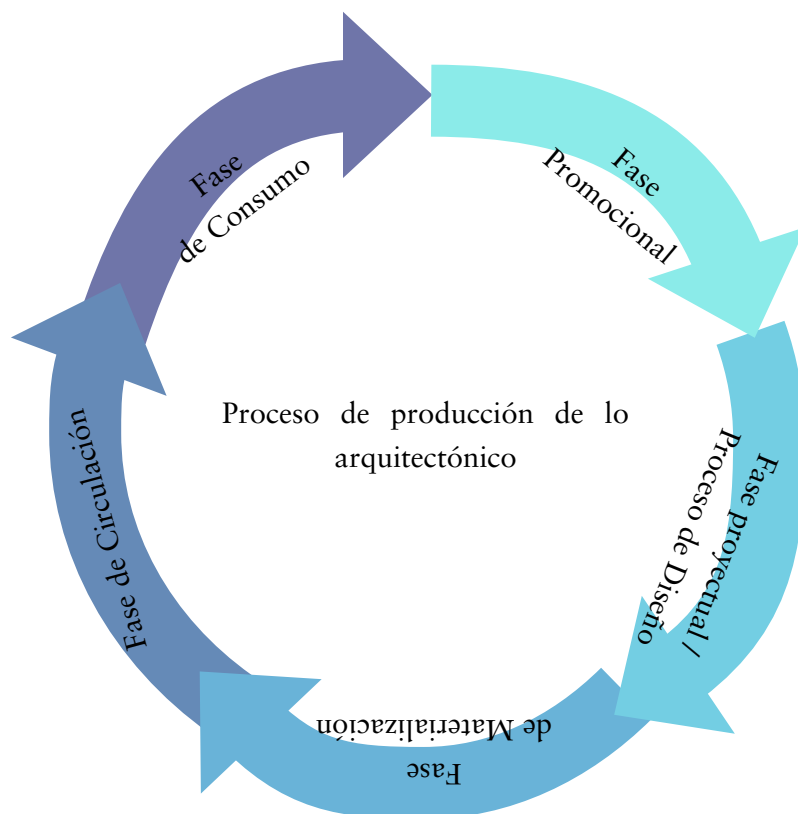 Fase
Promocional
Fase proyectual /
Proceso de Diseño
Fase
de Materialización
Fase de Circulación
Fase
de Consumo
Proceso de producción de lo
arquitectónico